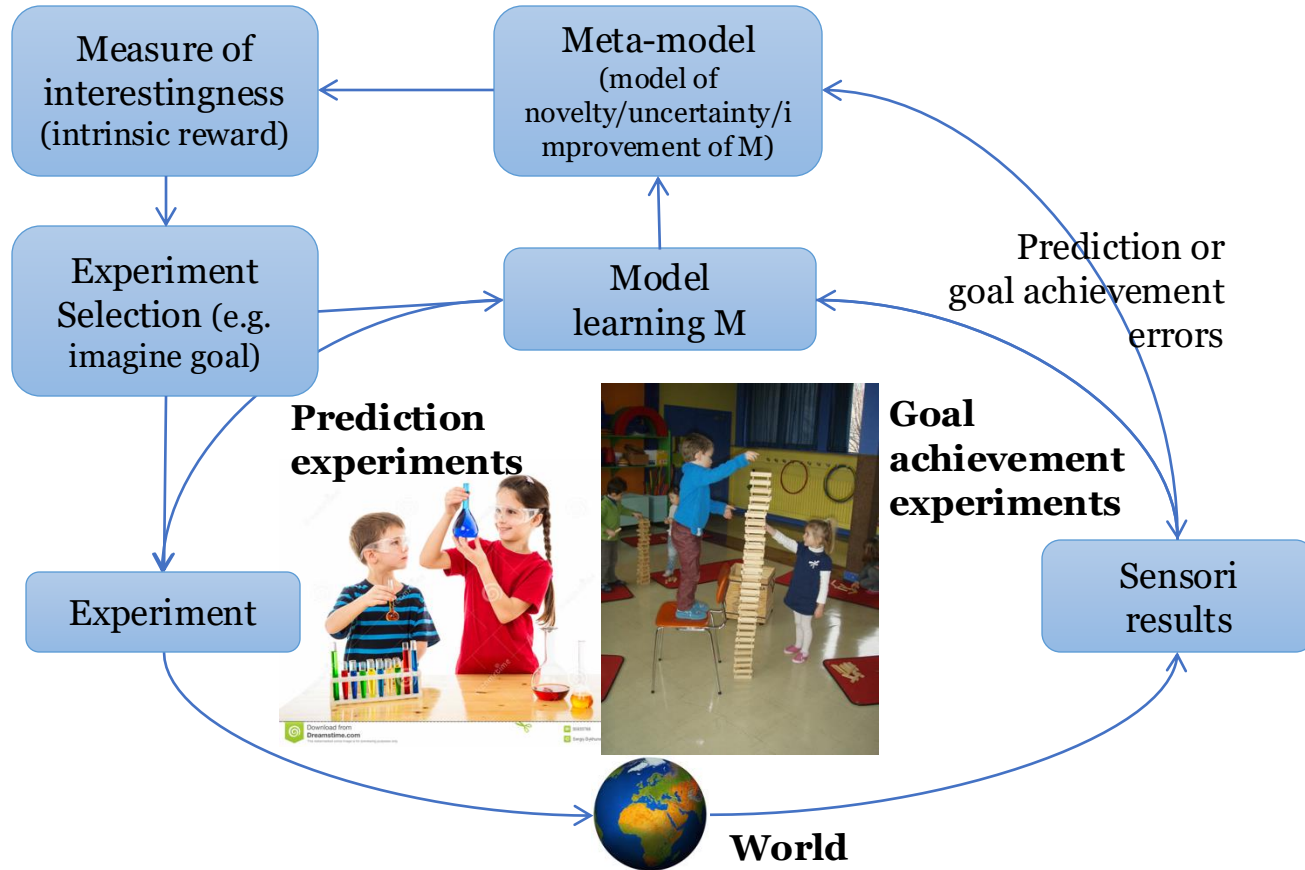 Measure of
interestingness
(intrinsic reward)
Meta-model
(model of
novelty/uncertainty/i
mprovement of M)
Experiment
Selection (e.g.
imagine goal)
Model
learning M
Prediction or
goal achievement
errors
Prediction
experiments
Goal
achievement
experiments
Experiment
Sensori
results
Download from
Dreamstime.com
World